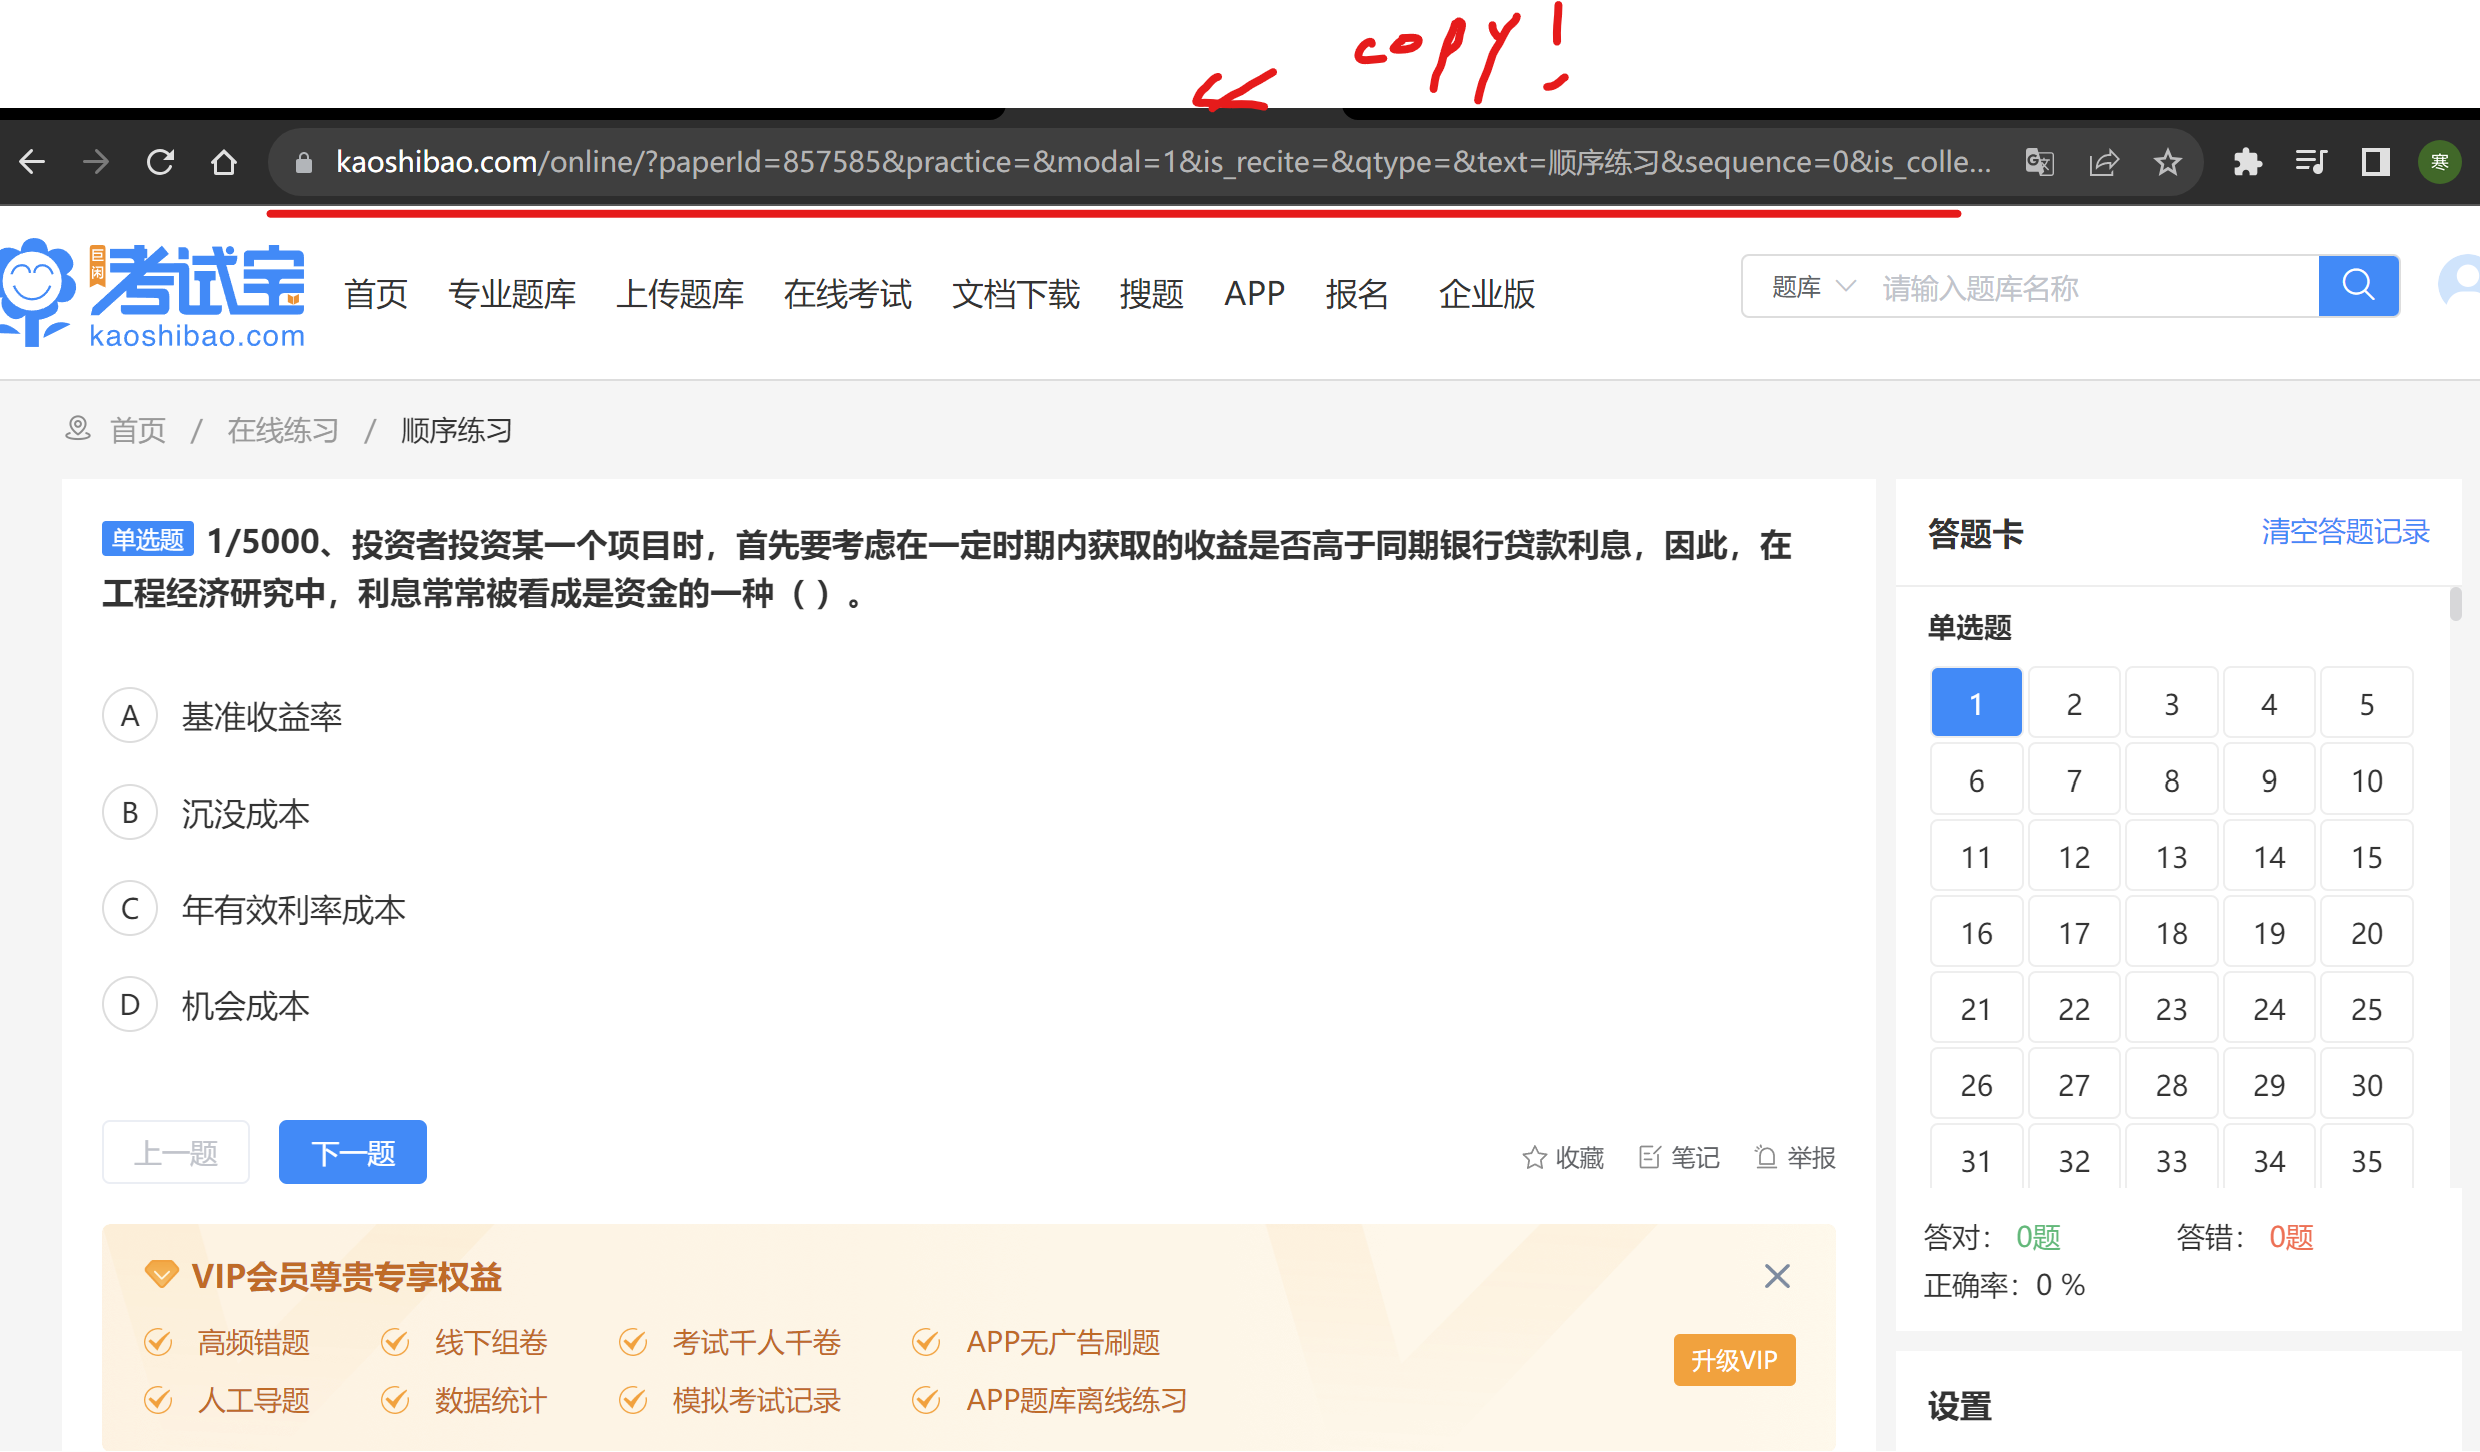 copy!
kaoshibao.com/online/?paperId=857585&practice=&modal=1&is_recite=&qtype=&text=顺序练习&sequence=0&is_colle...
寒
巨闲
考试宝
kaoshibao.com
首页 专业题库 上传题库 在线考试 文档下载 搜题 APP 报名 企业版
题库 请输入题库名称
首页 / 在线练习 / 顺序练习
单选题 1/5000、投资者投资某一个项目时，首先要考虑在一定时期内获取的收益是否高于同期银行贷款利息，因此，在
工程经济研究中，利息常常被看成是资金的一种（ ）。
A 基准收益率
B 沉没成本
C 年有效利率成本
D 机会成本
上一题 下一题
收藏 笔记 举报
VIP会员尊贵专享权益
高频错题 线下组卷 考试千人千卷 APP无广告刷题
人工导题 数据统计 模拟考试记录 APP题库离线练习
升级VIP
答题卡 清空答题记录
单选题
1 2 3 4 5
6 7 8 9 10
11 12 13 14 15
16 17 18 19 20
21 22 23 24 25
26 27 28 29 30
31 32 33 34 35
答对： 0题 答错： 0题
正确率：0 %
设置